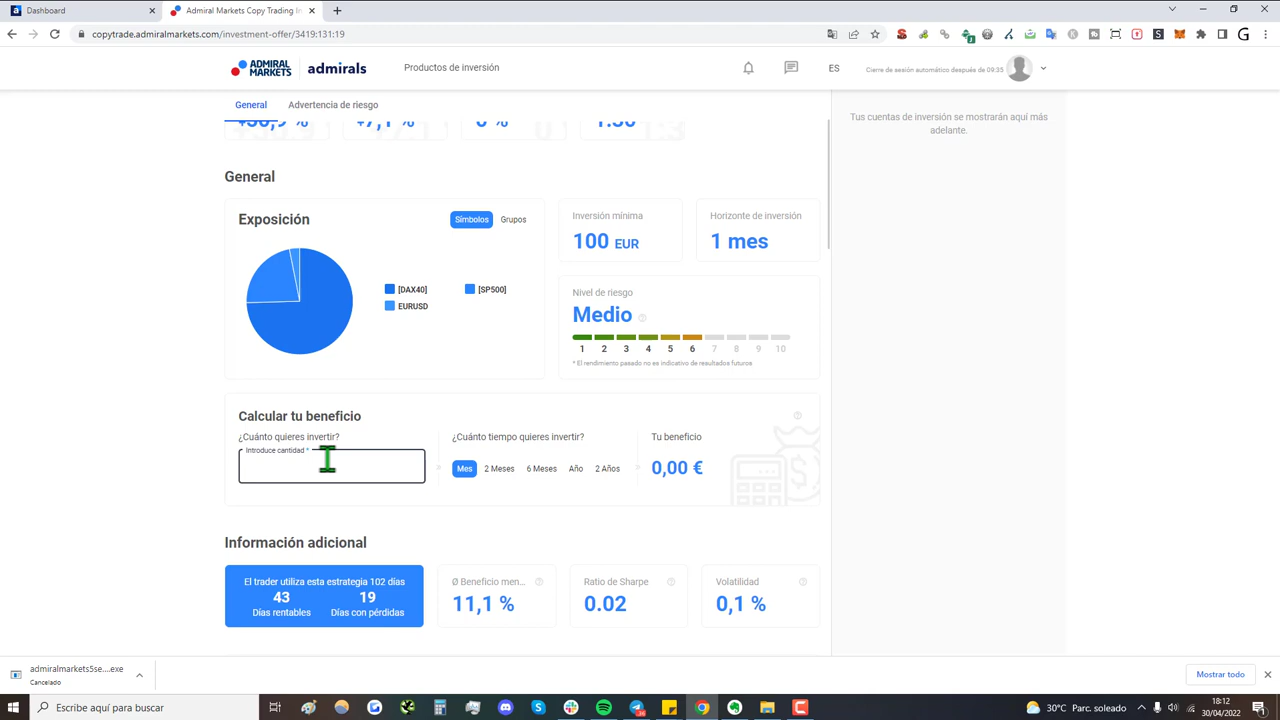 Dashboard
Admiral Markets Copy Trading In
copytrade.admiralmarkets.com/investment-offer/3419:131:19
ADMIRAL MARKETS
admirals
Productos de inversión
ES
Cierre de sesión automático después de 09:35
General
Advertencia de riesgo
Tus cuentas de inversión se mostrarán aquí más
adelante.
General
Exposición
Símbolos
Grupos
[DAX40]
[SP500]
EURUSD
Inversión mínima
100 EUR
Horizonte de inversión
1 mes
Nivel de riesgo
Medio
1 2 3 4 5 6 7 8 9 10
* El rendimiento pasado no es indicativo de resultados futuros
Calcular tu beneficio
¿Cuánto quieres invertir?
Introduce cantidad *
¿Cuánto tiempo quieres invertir?
Mes 2 Meses 6 Meses Año 2 Años
Tu beneficio
0,00 €
Información adicional
El trader utiliza esta estrategia 102 días
43 19
Días rentables Días con pérdidas
Ø Beneficio men...
11,1 %
Ratio de Sharpe
0.02
Volatilidad
0,1 %
admiralmarkets5se....exe
Cancelado
Mostrar todo
Escribe aquí para buscar
30°C Parc. soleado
18:12
30/04/2022